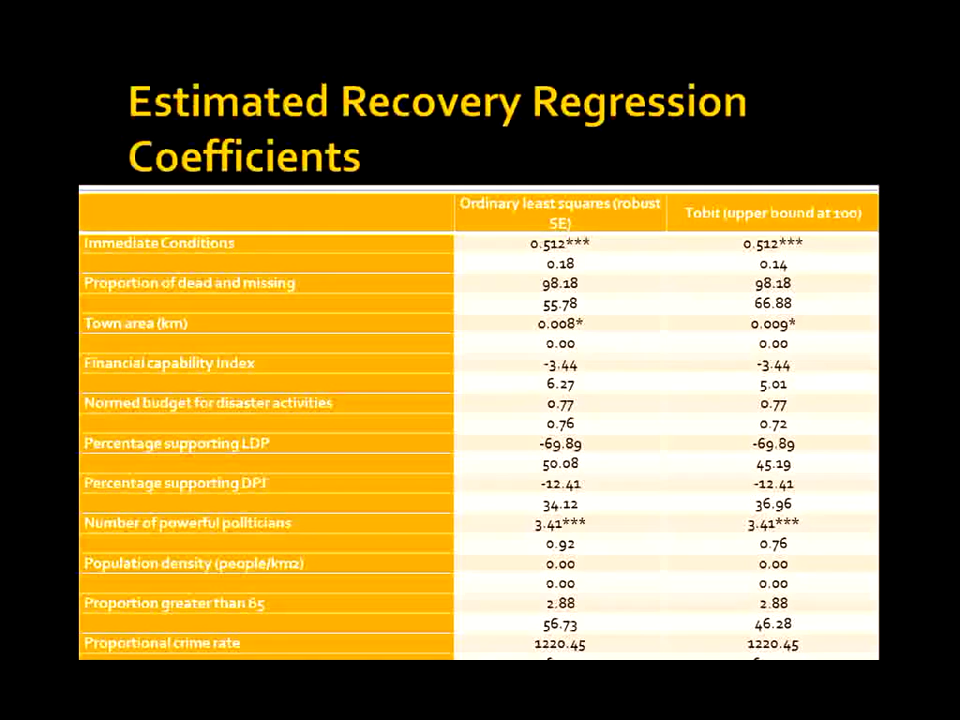 Estimated Recovery Regression
Coefficients
Ordinary least squares (robust SE) Tobit (upper bound at 100)
Immediate Conditions 0.512*** 0.512***
0.18 0.14
Proportion of dead and missing 98.18 98.18
55.78 66.88
Town area (km) 0.008* 0.009*
0.00 0.00
Financial capability index -3.44 -3.44
6.27 5.01
Normed budget for disaster activities 0.77 0.77
0.76 0.72
Percentage supporting LDP -69.89 -69.89
50.08 45.19
Percentage supporting DPJ -12.41 -12.41
34.12 36.96
Number of powerful politicians 3.41*** 3.41***
0.92 0.76
Population density (people/km2) 0.00 0.00
0.00 0.00
Proportion greater than 65 2.88 2.88
56.73 46.28
Proportional crime rate 1220.45 1220.45